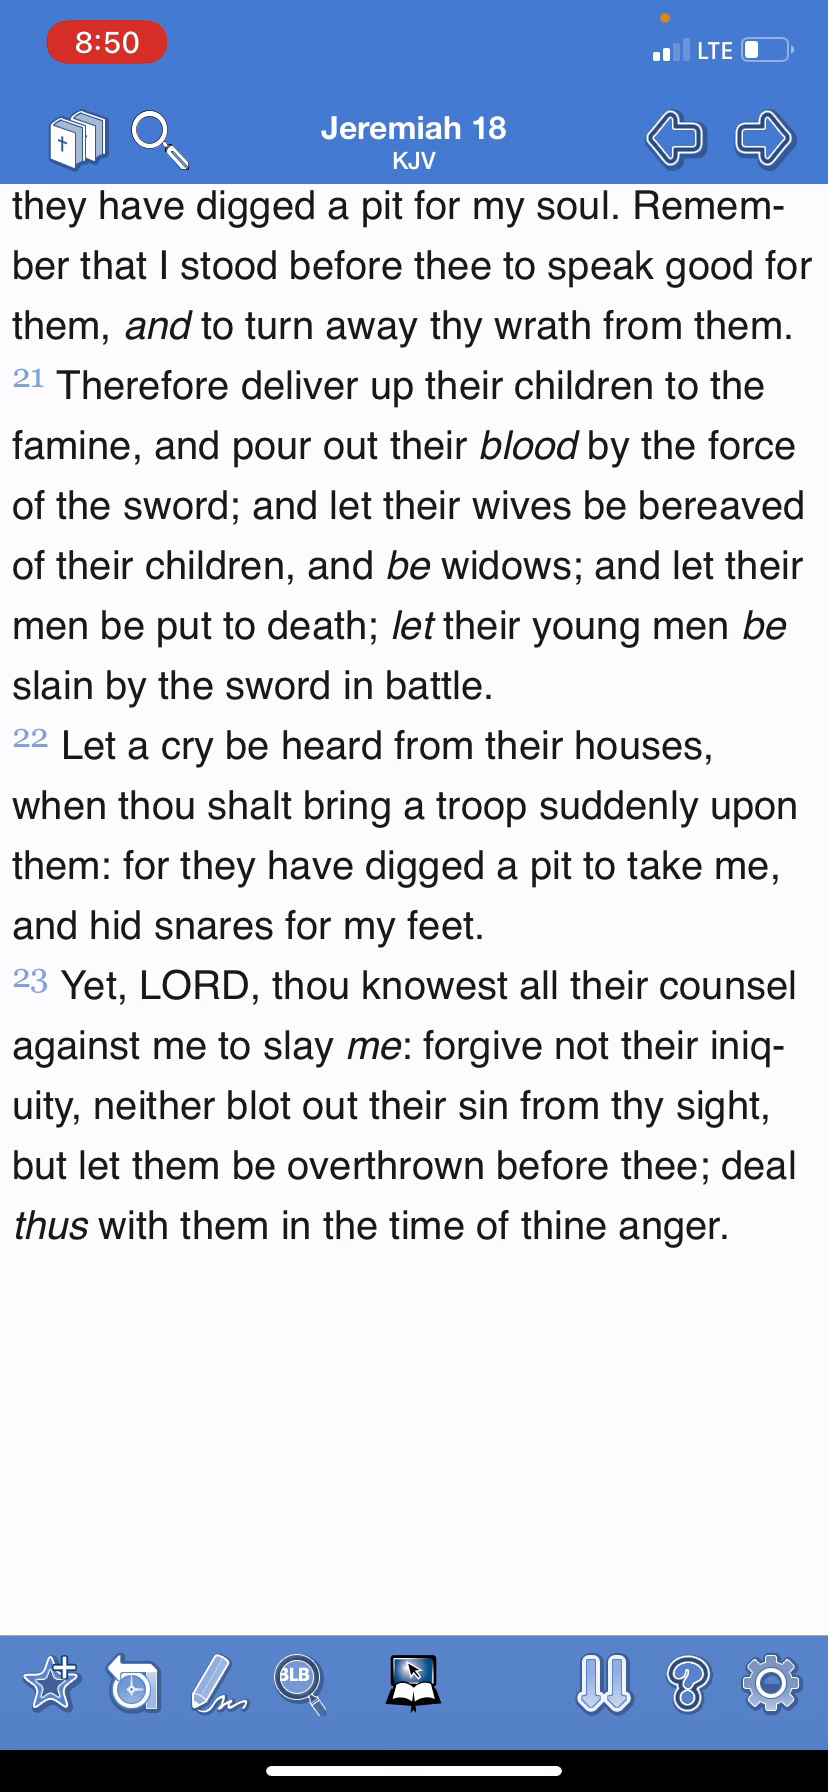 8:50
LTE
Jeremiah 18
KJV
they have digged a pit for my soul. Remem-
ber that I stood before thee to speak good for
them, and to turn away thy wrath from them.
21 Therefore deliver up their children to the
famine, and pour out their blood by the force
of the sword; and let their wives be bereaved
of their children, and be widows; and let their
men be put to death; let their young men be
slain by the sword in battle.
22 Let a cry be heard from their houses,
when thou shalt bring a troop suddenly upon
them: for they have digged a pit to take me,
and hid snares for my feet.
23 Yet, LORD, thou knowest all their counsel
against me to slay me: forgive not their iniq-
uity, neither blot out their sin from thy sight,
but let them be overthrown before thee; deal
thus with them in the time of thine anger.
BLB